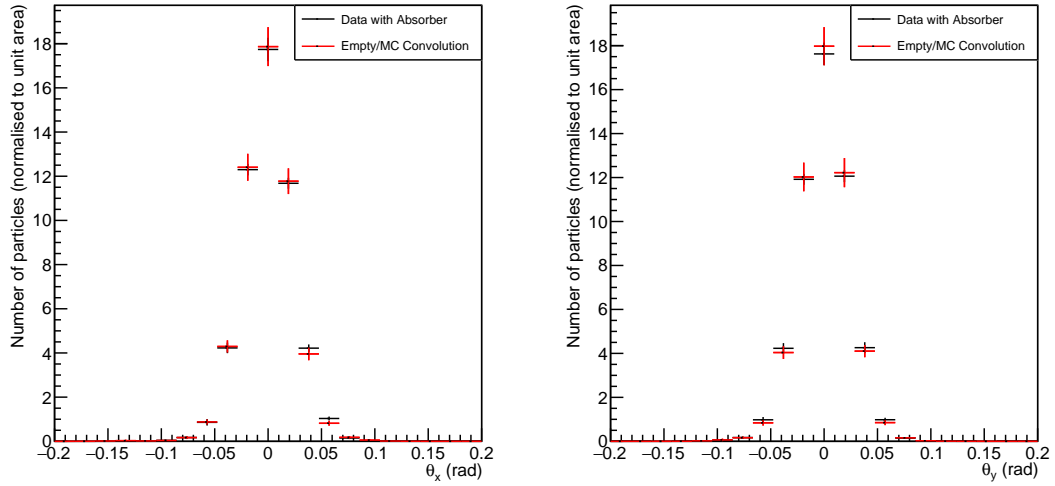 Number of particles (normalised to unit area)
18
16
14
12
10
8
6
4
2
0
Data with Absorber
Empty/MC Convolution
−0.2 −0.15 −0.1 −0.05 0 0.05 0.1 0.15 0.2
θx (rad)
Number of particles (normalised to unit area)
18
16
14
12
10
8
6
4
2
0
Data with Absorber
Empty/MC Convolution
−0.2 −0.15 −0.1 −0.05 0 0.05 0.1 0.15 0.2
θy (rad)